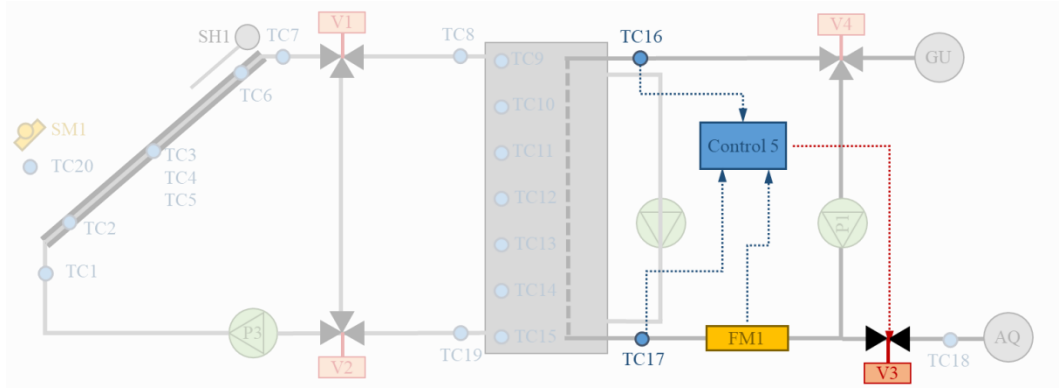 V1
V4
SH1
TC7
TC8
TC16
TC9
GU
TC6
TC10
SM1
Control 5
TC3
TC11
TC20
TC4
TC5
TC12
TC2
P1
TC13
TC1
TC14
P3
TC15
FM1
TC19
TC17
TC18
AQ
V2
V3